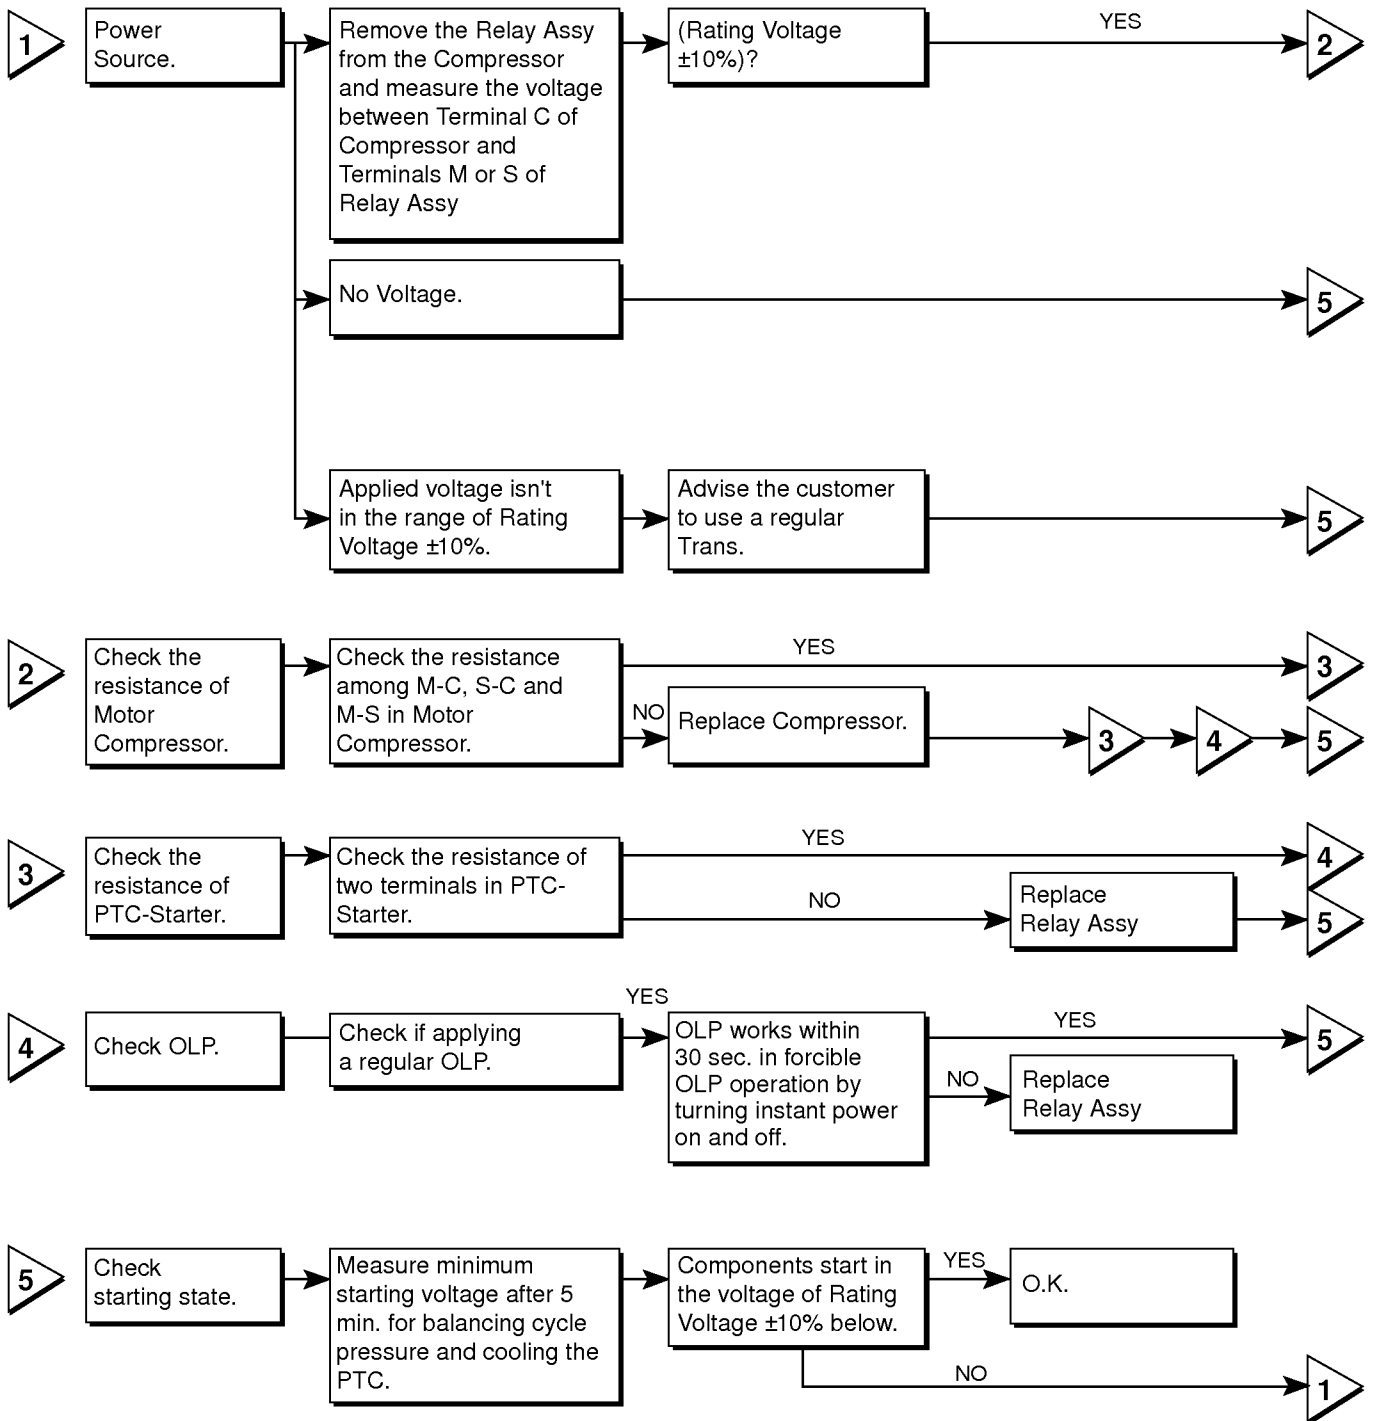 1
Power
Source.
Remove the Relay Assy
from the Compressor
and measure the voltage
between Terminal C of
Compressor and
Terminals M or S of
Relay Assy
(Rating Voltage
±10%)?
YES
2
No Voltage.
5
Applied voltage isn't
in the range of Rating
Voltage ±10%.
Advise the customer
to use a regular
Trans.
5
2
Check the
resistance of
Motor
Compressor.
Check the resistance
among M-C, S-C and
M-S in Motor
Compressor.
YES
3
NO
Replace Compressor.
3
4
5
3
Check the
resistance of
PTC-Starter.
Check the resistance of
two terminals in PTC-
Starter.
YES
4
NO
Replace
Relay Assy
5
4
Check OLP.
Check if applying
a regular OLP.
YES
OLP works within
30 sec. in forcible
OLP operation by
turning instant power
on and off.
YES
5
NO
Replace
Relay Assy
5
Check
starting state.
Measure minimum
starting voltage after 5
min. for balancing cycle
pressure and cooling the
PTC.
Components start in
the voltage of Rating
Voltage ±10% below.
YES
O.K.
NO
1